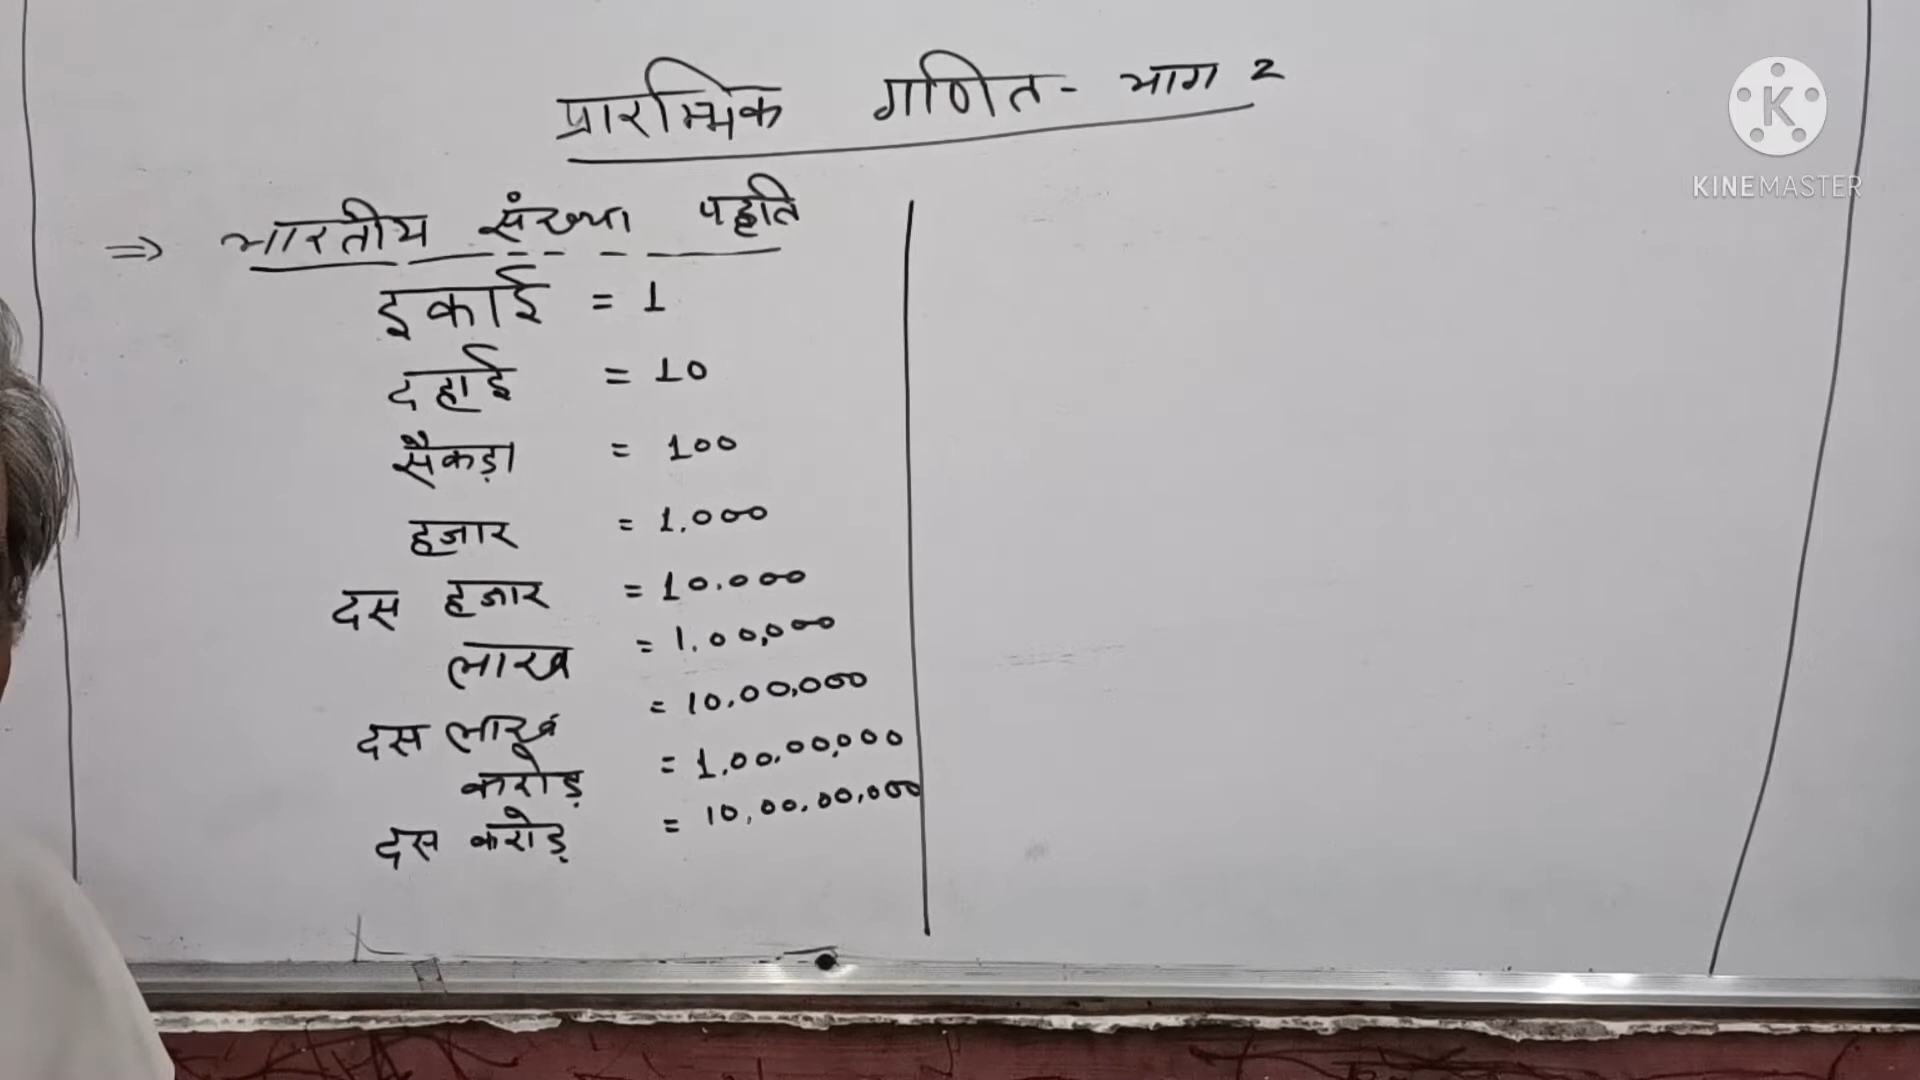 प्रारम्भिक गणित - भाग 2
KINEMASTER
⇒ भारतीय संख्या पद्धति
इकाई = 1
दहाई = 10
सैकड़ा = 100
हजार = 1,000
दस हजार = 10,000
लाख = 1,00,000
दस लाख = 10,00,000
करोड़ = 1,00,00,000
दस करोड़ = 10,00,00,000